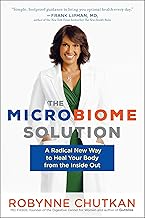 "Simple, foolproof guidance to living you optimal health every day."
—FRANK LIPMAN, MD,
THE
MICROBIOME
SOLUTION
A Radical New Way
to Heal Your Body
from the Inside Out
ROBYNNE CHUTKAN